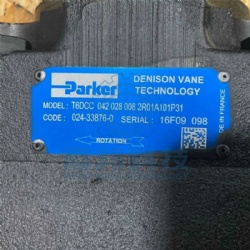 Parker
DENISON VANE
TECHNOLOGY
MODEL: T6DCC 042 028 008 2R01A101P31
CODE: 024-33876-0 SERIAL: 16F09 098
ROTATION
MADE IN FRANCE